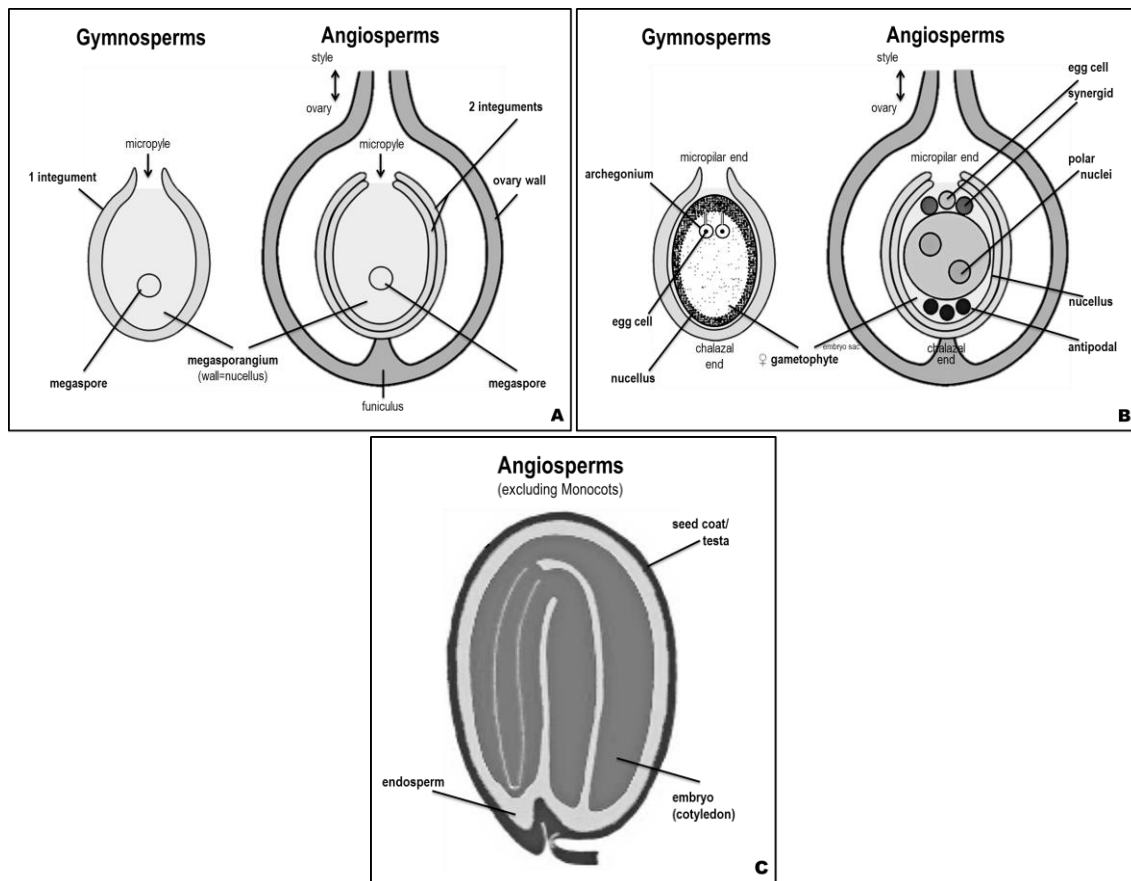 Gymnosperms
Angiosperms
style
ovary
2 integuments
micropyle
micropyle
1 integument
ovary wall
megasporangium
(wall=nucellus)
megaspore
megaspore
funiculus
A
Gymnosperms
Angiosperms
style
egg cell
synergid
ovary
polar
nuclei
micropilar end
micropilar end
archegonium
nucellus
egg cell
chalazal
end
♀ gametophyte
embryo sac
chalazal
end
antipodal
nucellus
B
Angiosperms
(excluding Monocots)
seed coat/
testa
endosperm
embryo
(cotyledon)
C